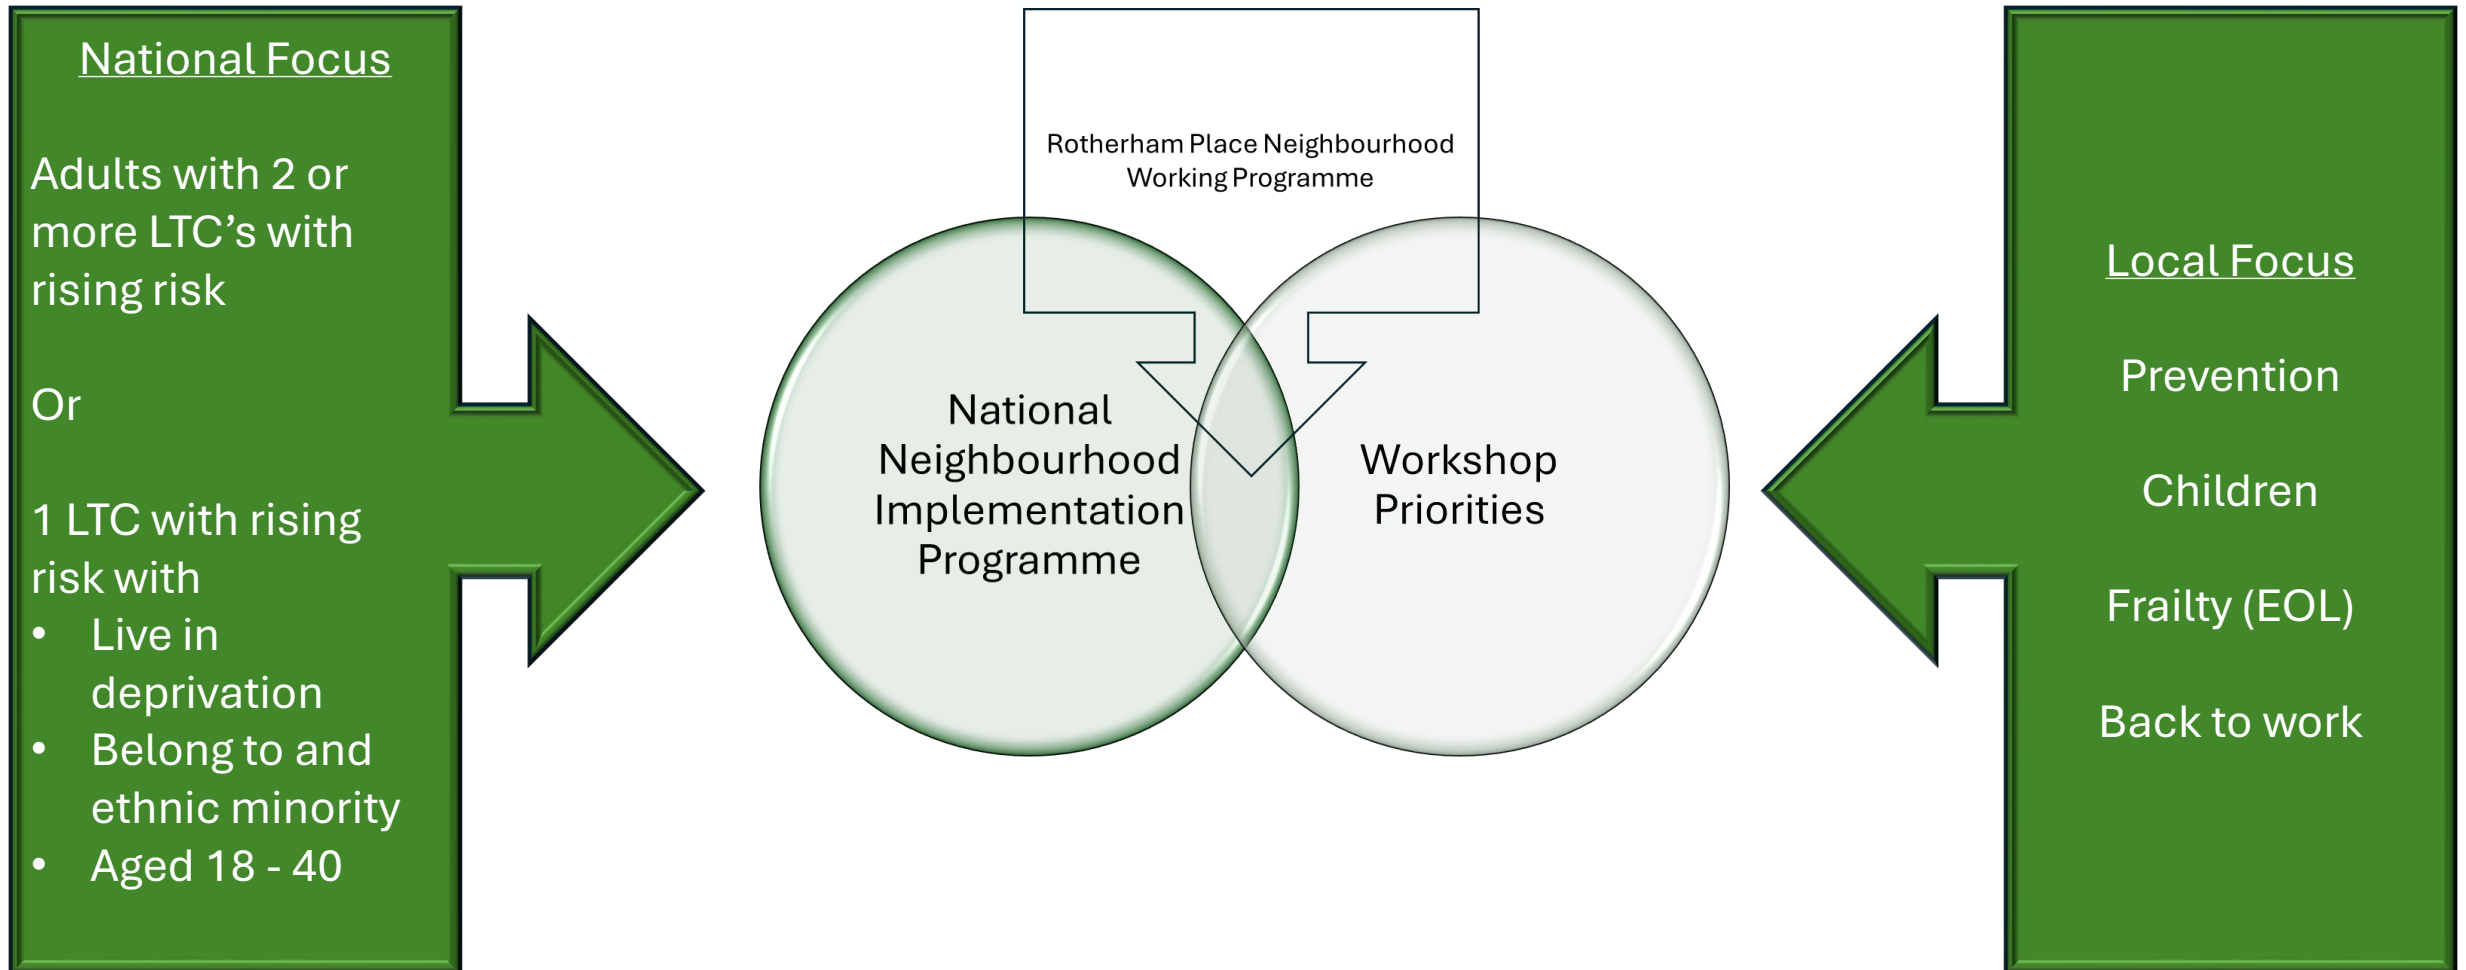 National Focus
Adults with 2 or
more LTC’s with
rising risk
Or
1 LTC with rising
risk with
• Live in
deprivation
• Belong to and
ethnic minority
• Aged 18 - 40
Rotherham Place Neighbourhood
Working Programme
National
Neighbourhood
Implementation
Programme
Workshop
Priorities
Local Focus
Prevention
Children
Frailty (EOL)
Back to work